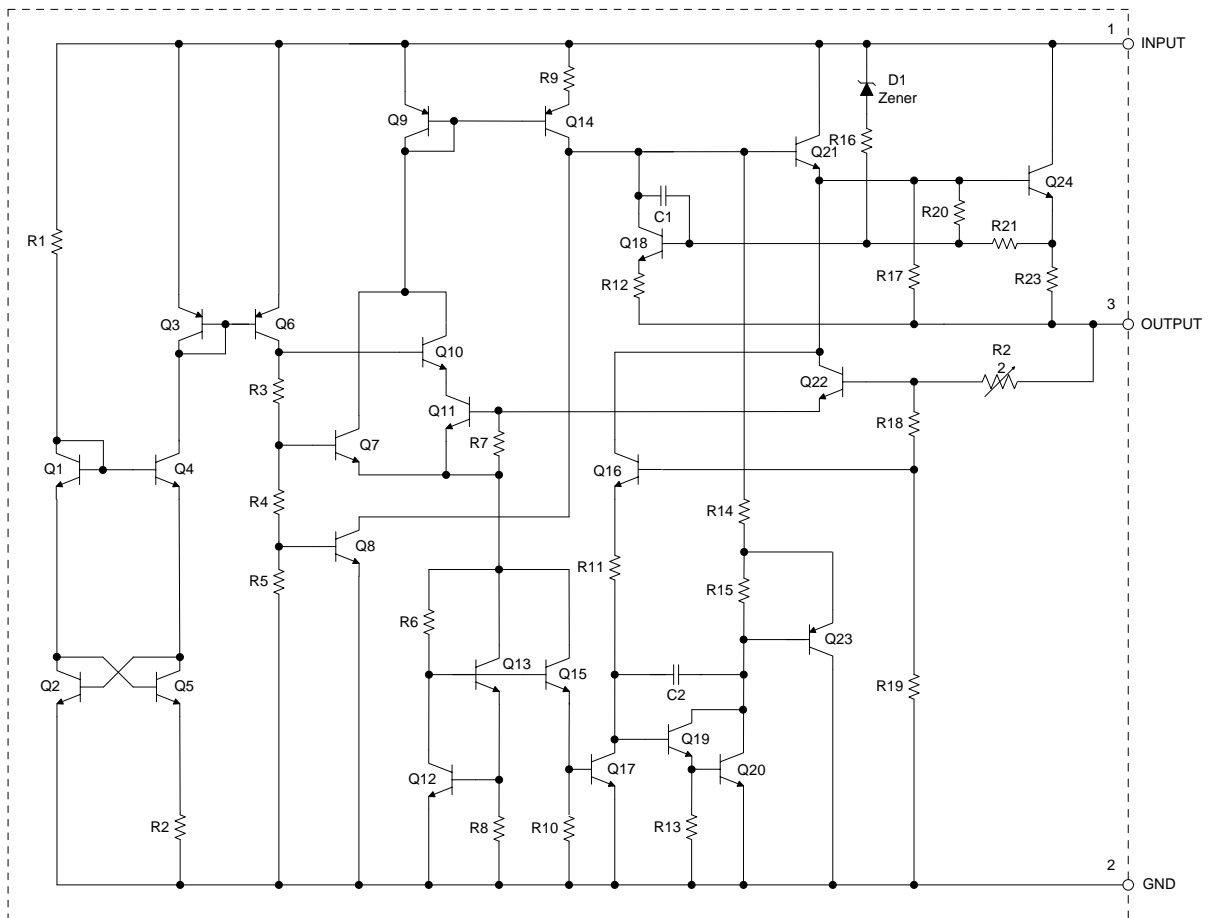 1
INPUT
R9
D1
Zener
Q9
Q14
R16
Q21
Q24
C1
R20
R21
R1
Q18
R12
R17
R23
3
OUTPUT
Q3
Q6
Q10
R2
2
Q22
R3
Q11
R7
R18
Q7
Q1
Q4
Q16
R4
R14
Q8
R5
R11
R15
R6
Q23
Q13
Q15
Q2
Q5
C2
R19
Q19
Q12
Q17
Q20
R2
R8
R10
R13
2
GND